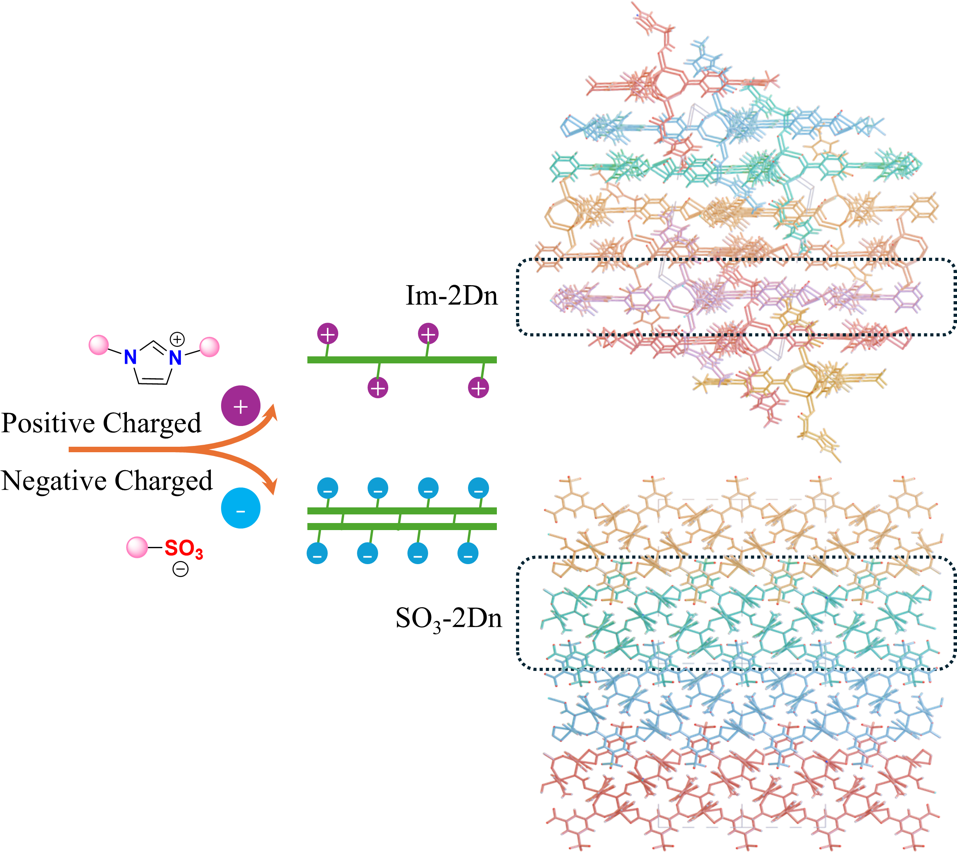 Im-2Dn
+ +
N + N
+ +
+
Positive Charged
Negative Charged
-
- - - -
- - - -
SO3
-
SO3-2Dn